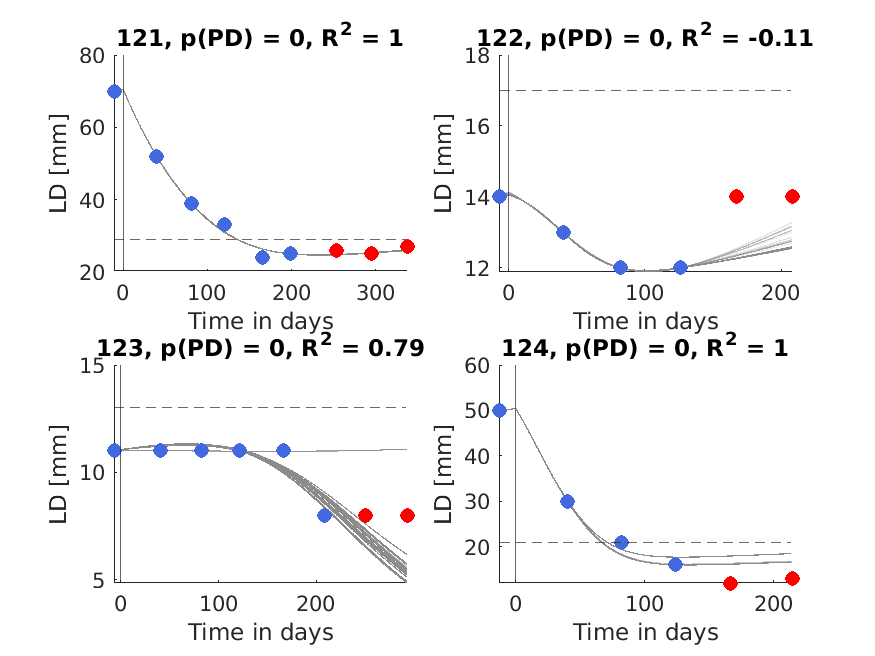 121, p(PD) = 0, R² = 1
122, p(PD) = 0, R² = -0.11
LD [mm]
80
60
40
20
0
100
200
300
Time in days
LD [mm]
18
16
14
12
0
100
200
Time in days
123, p(PD) = 0, R² = 0.79
124, p(PD) = 0, R² = 1
LD [mm]
15
10
5
0
100
200
Time in days
LD [mm]
60
50
40
30
20
0
100
200
Time in days